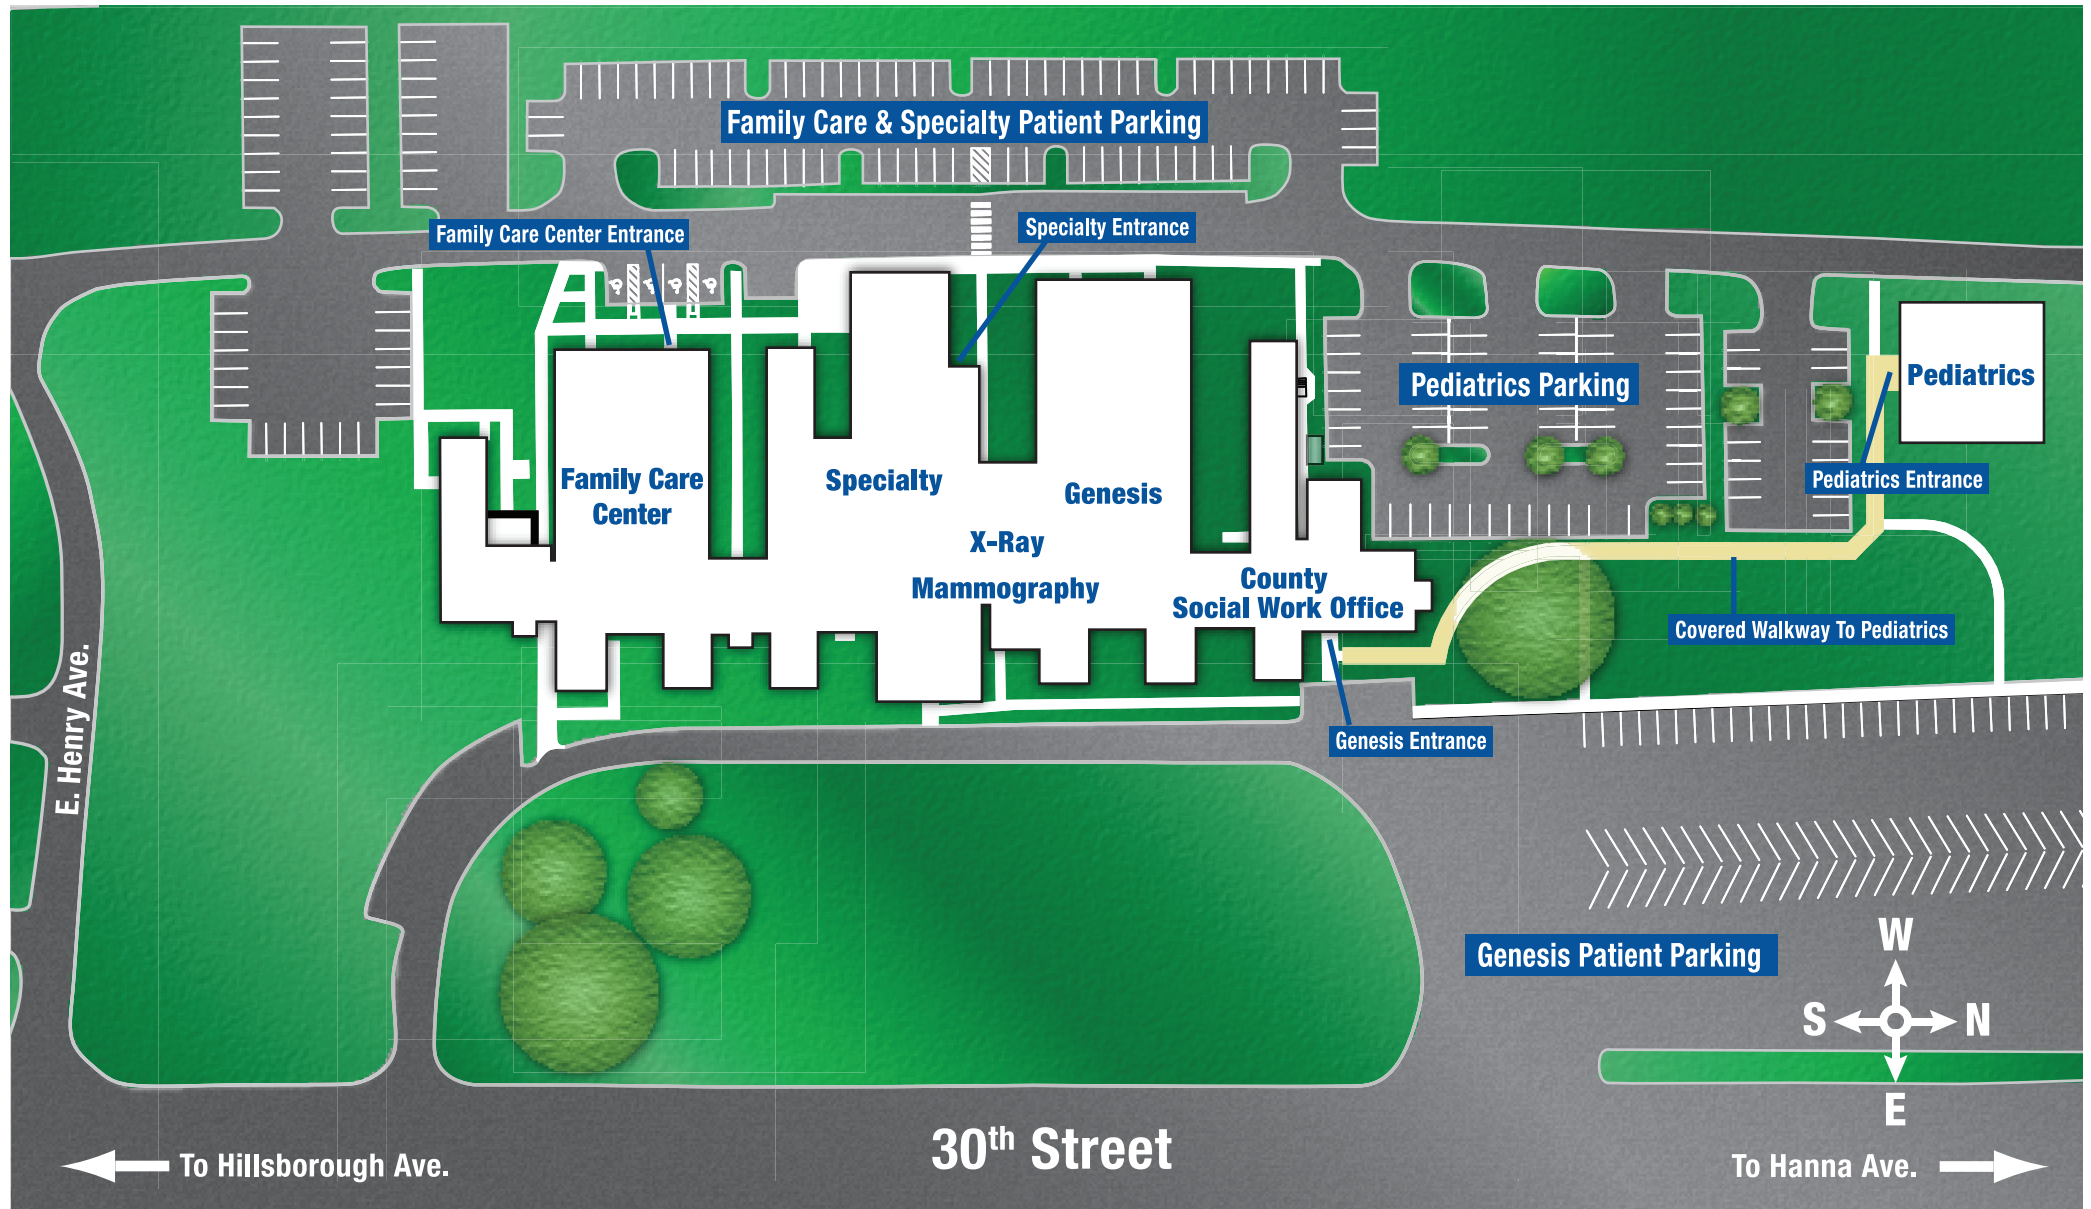 Family Care & Specialty Patient Parking
Family Care Center Entrance
Specialty Entrance
Pediatrics Parking
Pediatrics
Family Care
Center
Specialty
Genesis
Pediatrics Entrance
X-Ray
Mammography
County
Social Work Office
Covered Walkway To Pediatrics
E. Henry Ave.
Genesis Entrance
Genesis Patient Parking
W
S
N
E
30th Street
To Hillsborough Ave.
To Hanna Ave.